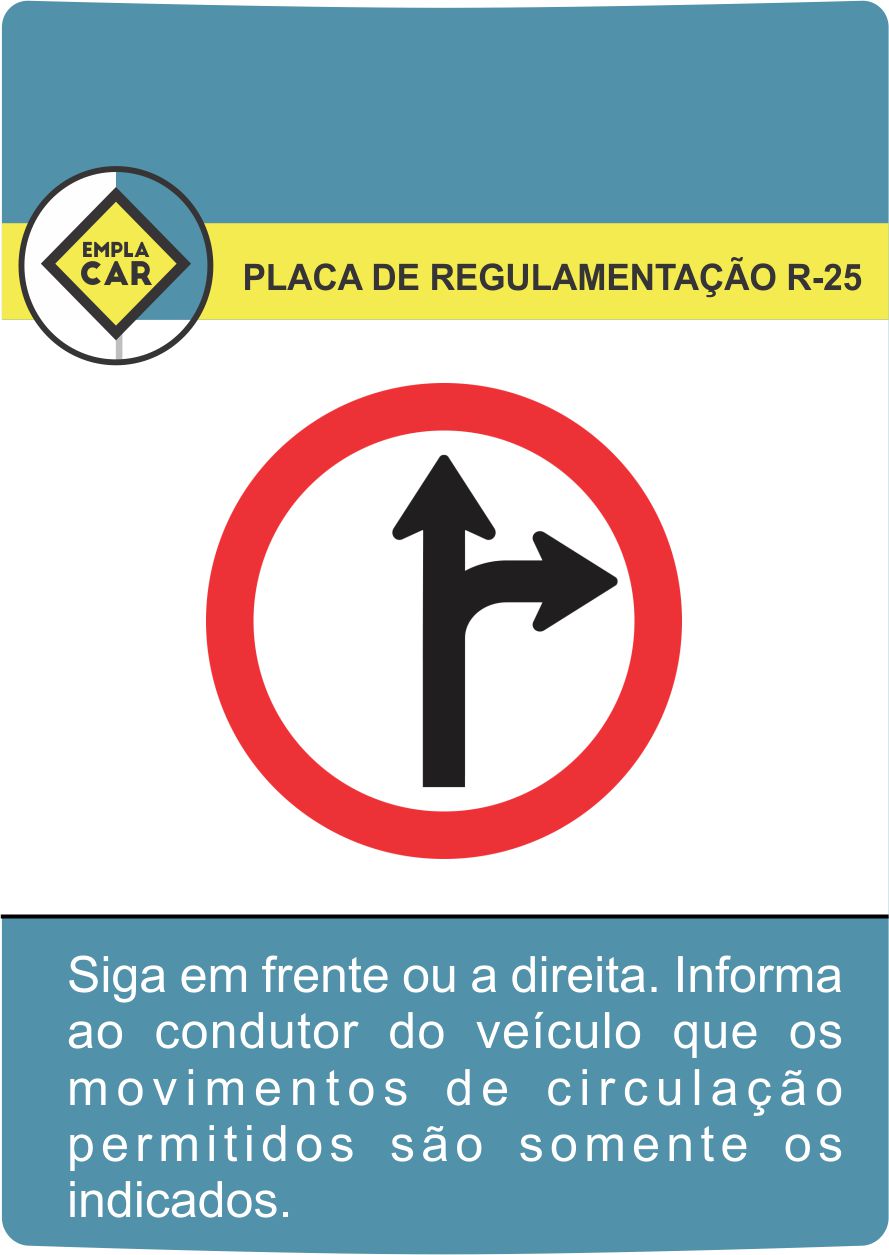 EMPLA
CAR
PLACA DE REGULAMENTAÇÃO R-25
Siga em frente ou a direita. Informa
ao condutor do veículo que os
movimentos de circulação
permitidos são somente os
indicados.